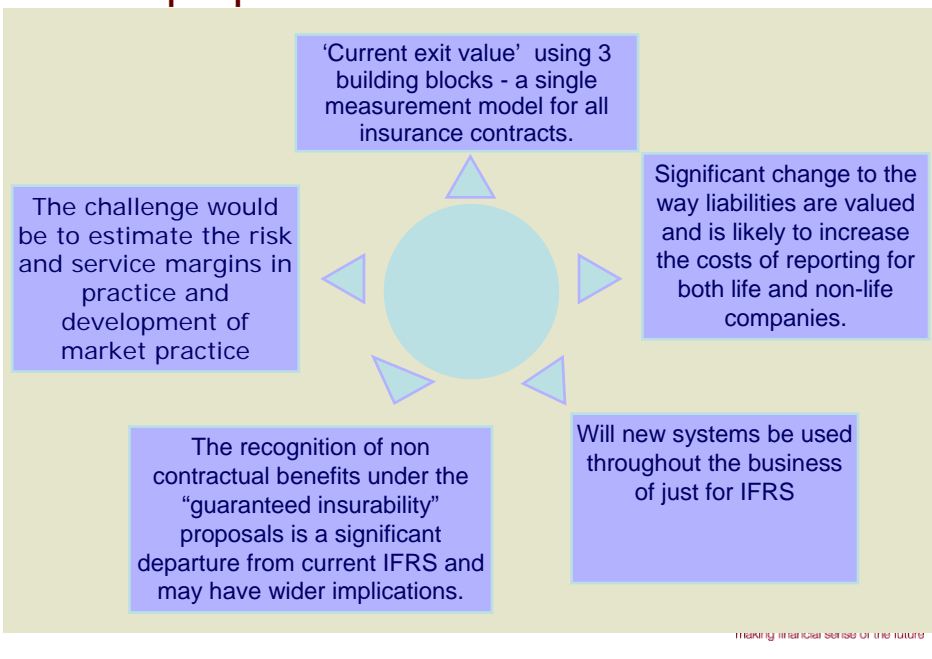 ‘Current exit value’ using 3
building blocks - a single
measurement model for all
insurance contracts.
Significant change to the
way liabilities are valued
and is likely to increase
the costs of reporting for
both life and non-life
companies.
The challenge would
be to estimate the risk
and service margins in
practice and
development of
market practice
The recognition of non
contractual benefits under the
“guaranteed insurability”
proposals is a significant
departure from current IFRS and
may have wider implications.
Will new systems be used
throughout the business
of just for IFRS
making financial sense of the future